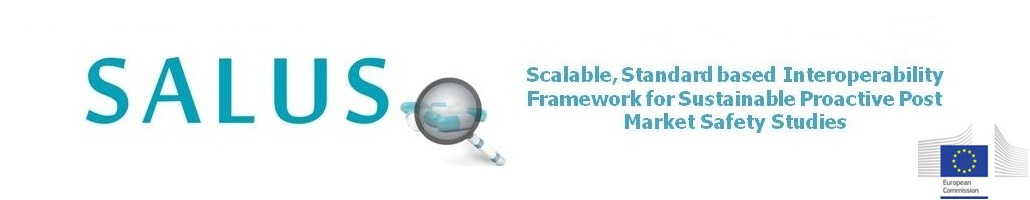 SALUS
Scalable, Standard based Interoperability
Framework for Sustainable Proactive Post
Market Safety Studies
European
Commission